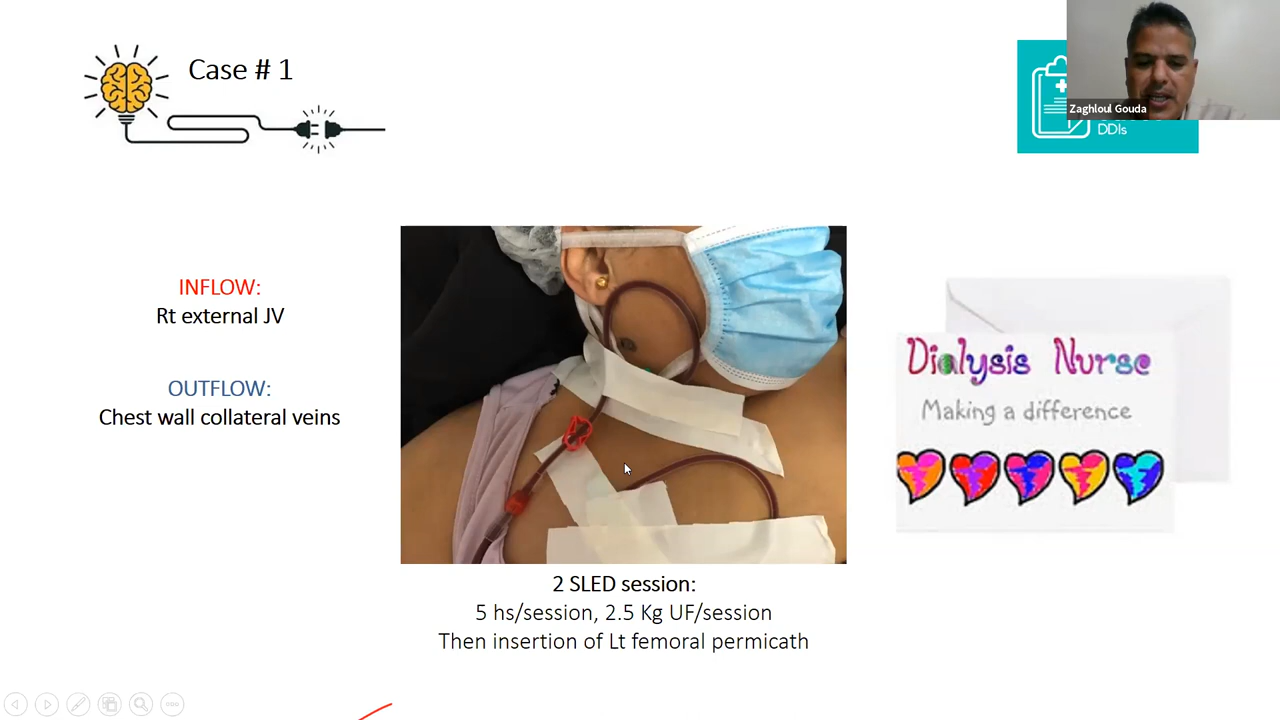 Case # 1
Zaghloul Gouda
DDIs
INFLOW:
Rt external JV
OUTFLOW:
Chest wall collateral veins
Dialysis Nurse
Making a difference
2 SLED session:
5 hs/session, 2.5 Kg UF/session
Then insertion of Lt femoral permicath